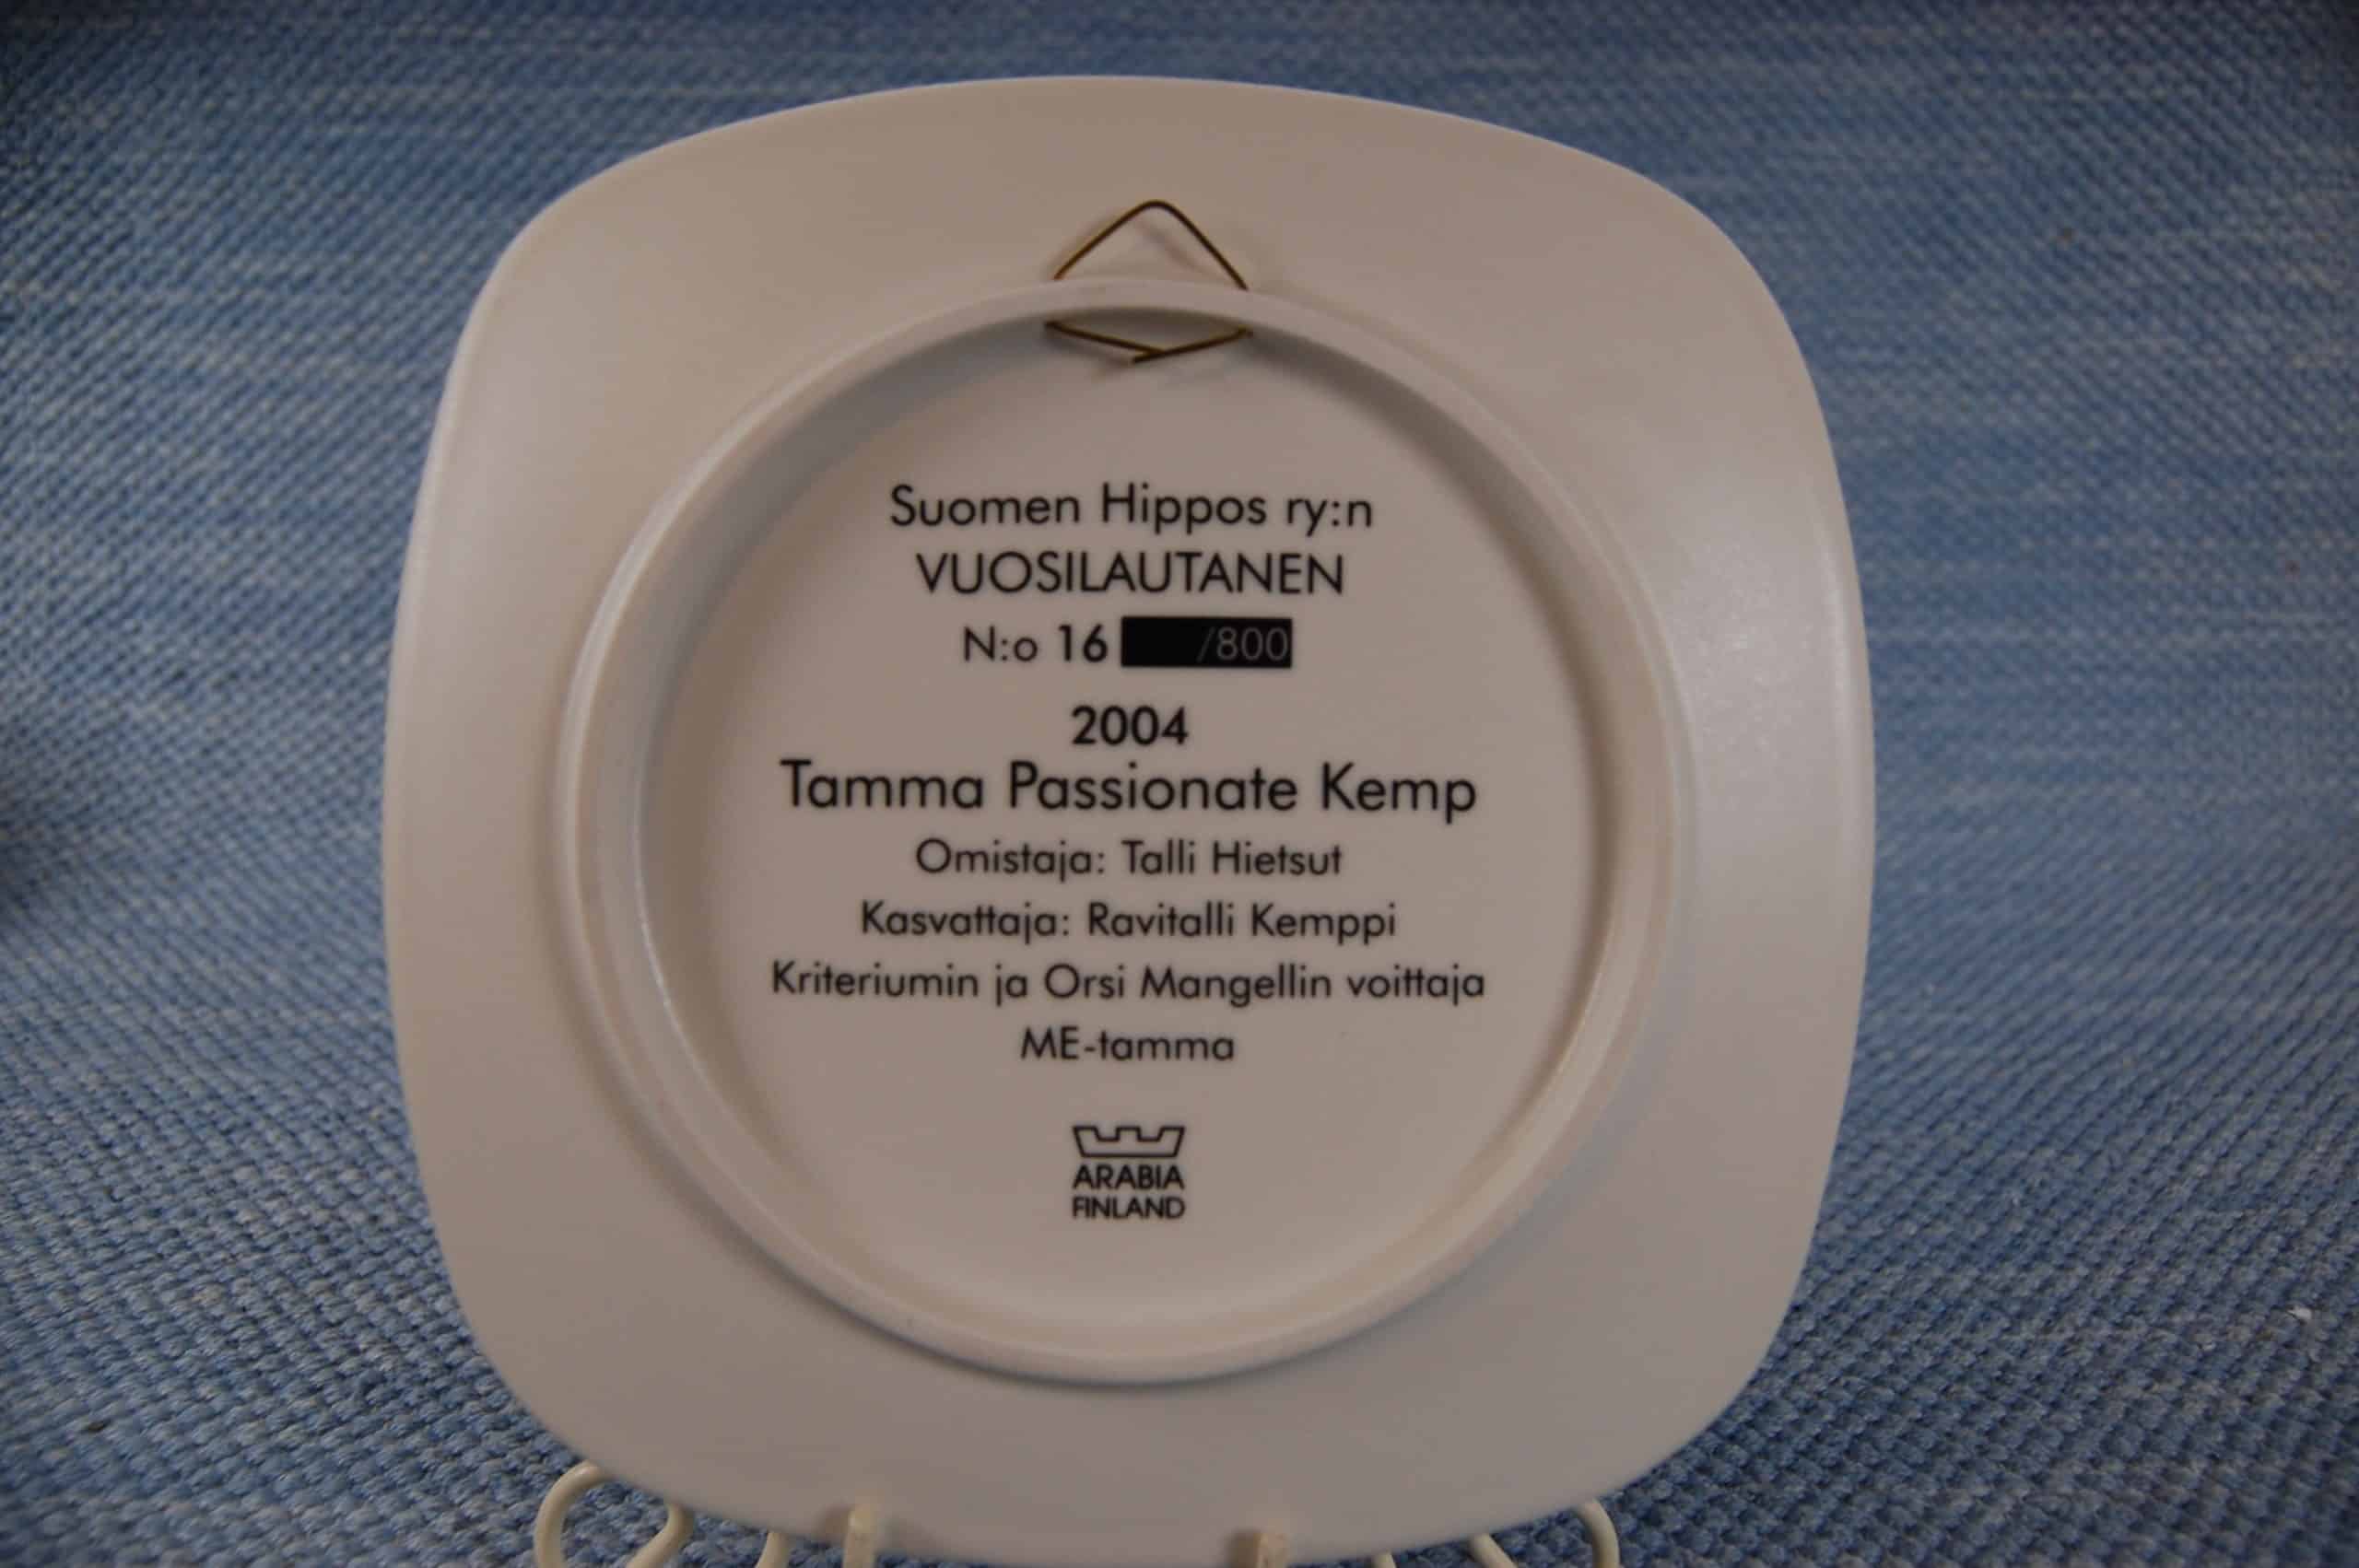 Suomen Hippos ry:n
VUOSILAUTANEN
N:o 16 /800
2004
Tamma Passionate Kemp
Omistaja: Talli Hietsut
Kasvattaja: Ravitalli Kemppi
Kriteriumin ja Orsi Mangellin voittaja
ME-tamma
ARABIA
FINLAND